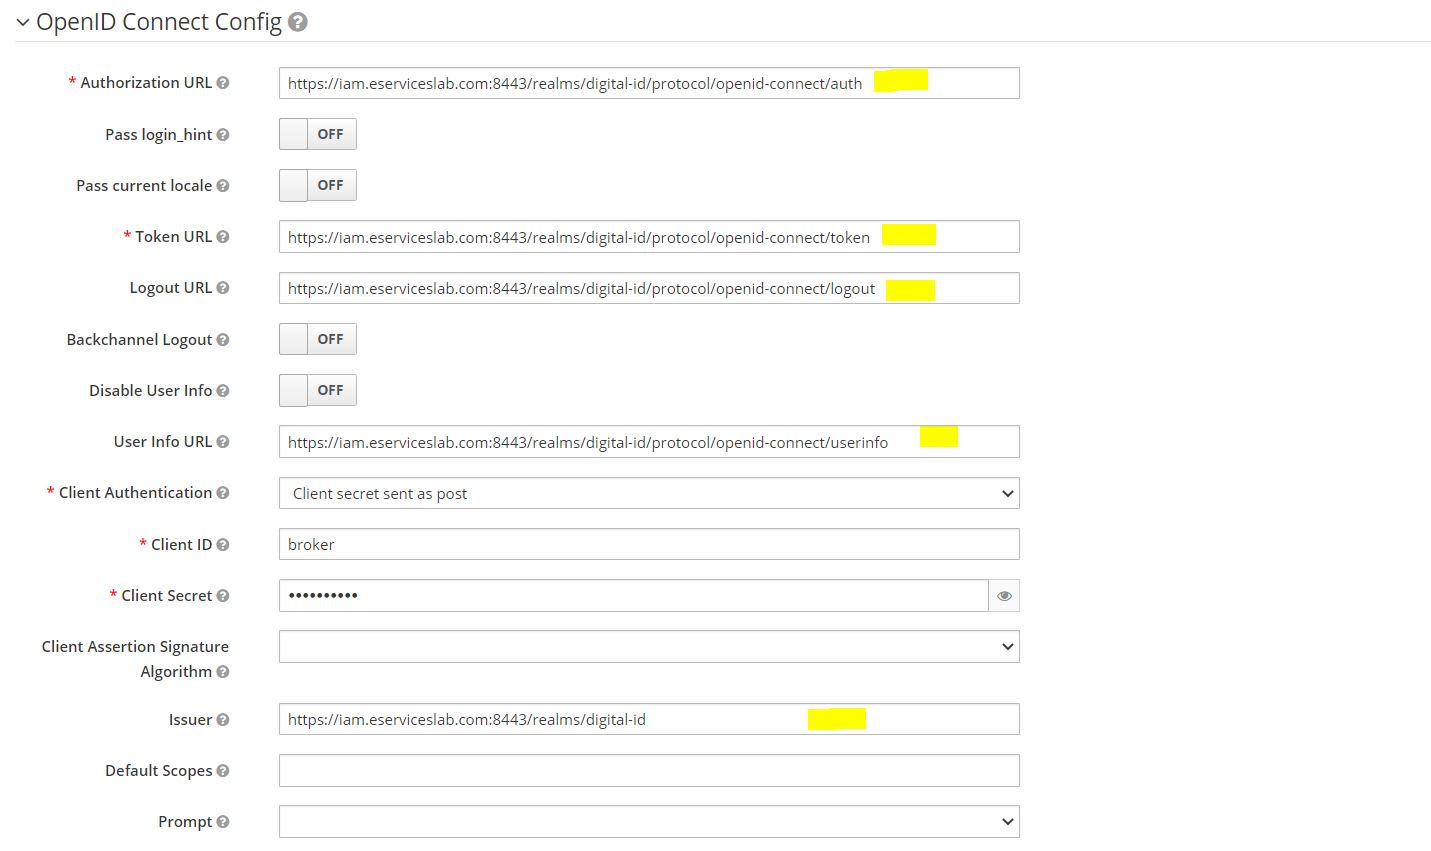 OpenID Connect Config
* Authorization URL https://iam.eserviceslab.com:8443/realms/digital-id/protocol/openid-connect/auth
Pass login_hint OFF
Pass current locale OFF
* Token URL https://iam.eserviceslab.com:8443/realms/digital-id/protocol/openid-connect/token
Logout URL https://iam.eserviceslab.com:8443/realms/digital-id/protocol/openid-connect/logout
Backchannel Logout OFF
Disable User Info OFF
User Info URL https://iam.eserviceslab.com:8443/realms/digital-id/protocol/openid-connect/userinfo
* Client Authentication Client secret sent as post
* Client ID broker
* Client Secret ••••••••••
Client Assertion Signature
Algorithm
Issuer https://iam.eserviceslab.com:8443/realms/digital-id
Default Scopes
Prompt